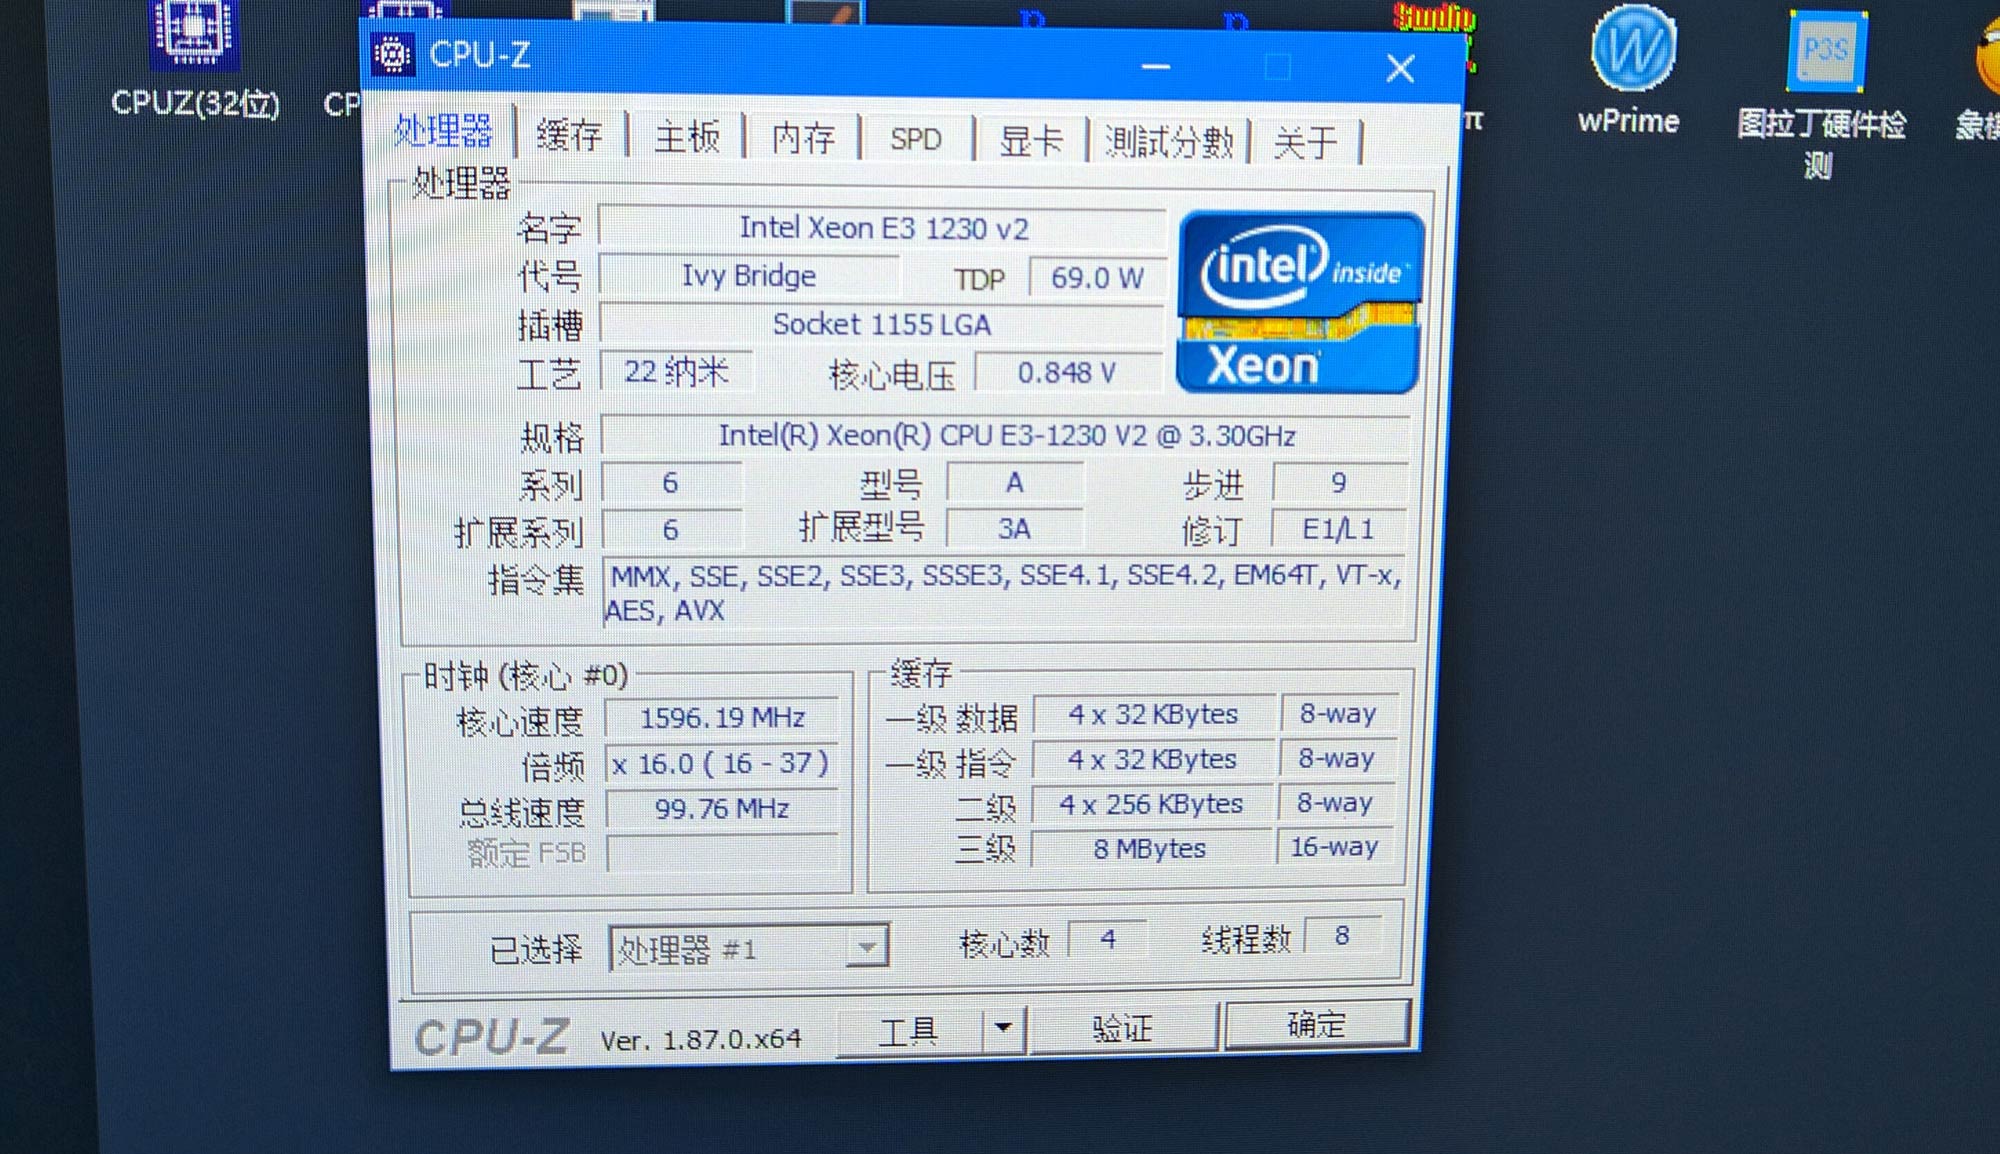 Studio
CPUZ(32位)
CP
π
wPrime
图拉丁硬件检
测
P3S
W
CPU-Z
处理器 缓存 主板 内存 SPD 显卡 测試分數 关于
处理器
名字 Intel Xeon E3 1230 v2
代号 Ivy Bridge TDP 69.0 W
插槽 Socket 1155 LGA
工艺 22 纳米 核心电压 0.848 V
intel inside
Xeon
规格 Intel(R) Xeon(R) CPU E3-1230 V2 @ 3.30GHz
系列 6 型号 A 步进 9
扩展系列 6 扩展型号 3A 修订 E1/L1
指令集 MMX, SSE, SSE2, SSE3, SSSE3, SSE4.1, SSE4.2, EM64T, VT-x,
AES, AVX
时钟 (核心 #0)
核心速度 1596.19 MHz
倍频 x 16.0 ( 16 - 37 )
总线速度 99.76 MHz
额定 FSB
缓存
一级 数据 4 x 32 KBytes 8-way
一级 指令 4 x 32 KBytes 8-way
二级 4 x 256 KBytes 8-way
三级 8 MBytes 16-way
已选择 处理器 #1 核心数 4 线程数 8
CPU-Z Ver. 1.87.0.x64 工具 验证 确定